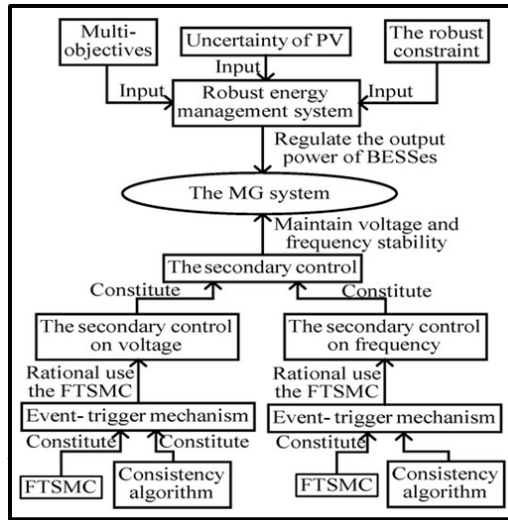 Multi-
objectives
Uncertainty of PV
The robust
constraint
Input
Input
Input
Robust energy
management system
Regulate the output
power of BESSes
The MG system
Maintain voltage and
frequency stability
The secondary control
Constitute
Constitute
The secondary control
on voltage
The secondary control
on frequency
Rational use
the FTSMC
Rational use
the FTSMC
Event- trigger mechanism
Event- trigger mechanism
Constitute
Constitute
Constitute
FTSMC
Consistency
algorithm
FTSMC
Consistency
algorithm